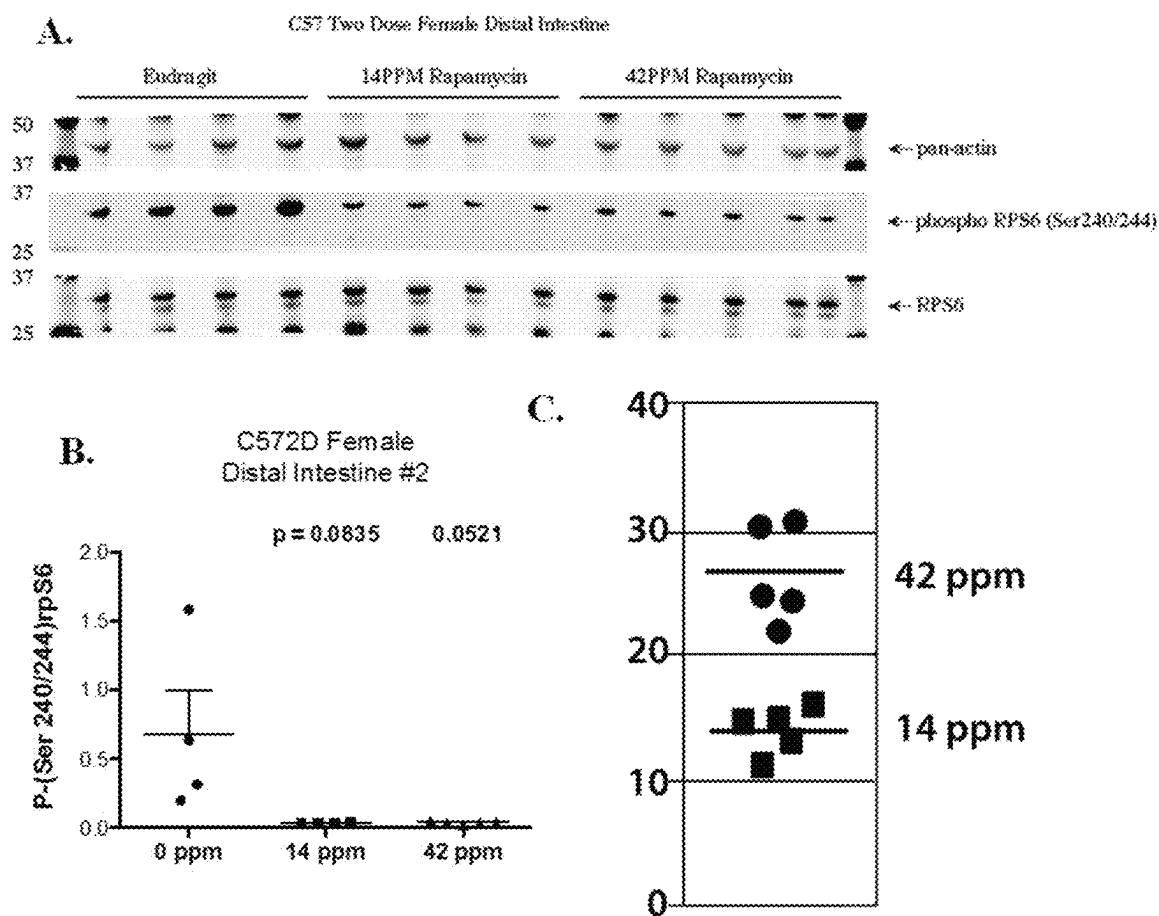 A.
C57 Two Dose Female Distal Intestine
Eudragit 14PPM Rapamycin 42PPM Rapamycin
50
37
pan-actin
37
25
phospho RPS6 (Ser240/244)
37
25
RPS6
B.
C572D Female
Distal Intestine #2
p = 0.0835 0.0521
P-(Ser 240/244)rpS6
2.0
1.5
1.0
0.5
0.0
0 ppm 14 ppm 42 ppm
C.
40
30
20
10
0
42 ppm
14 ppm